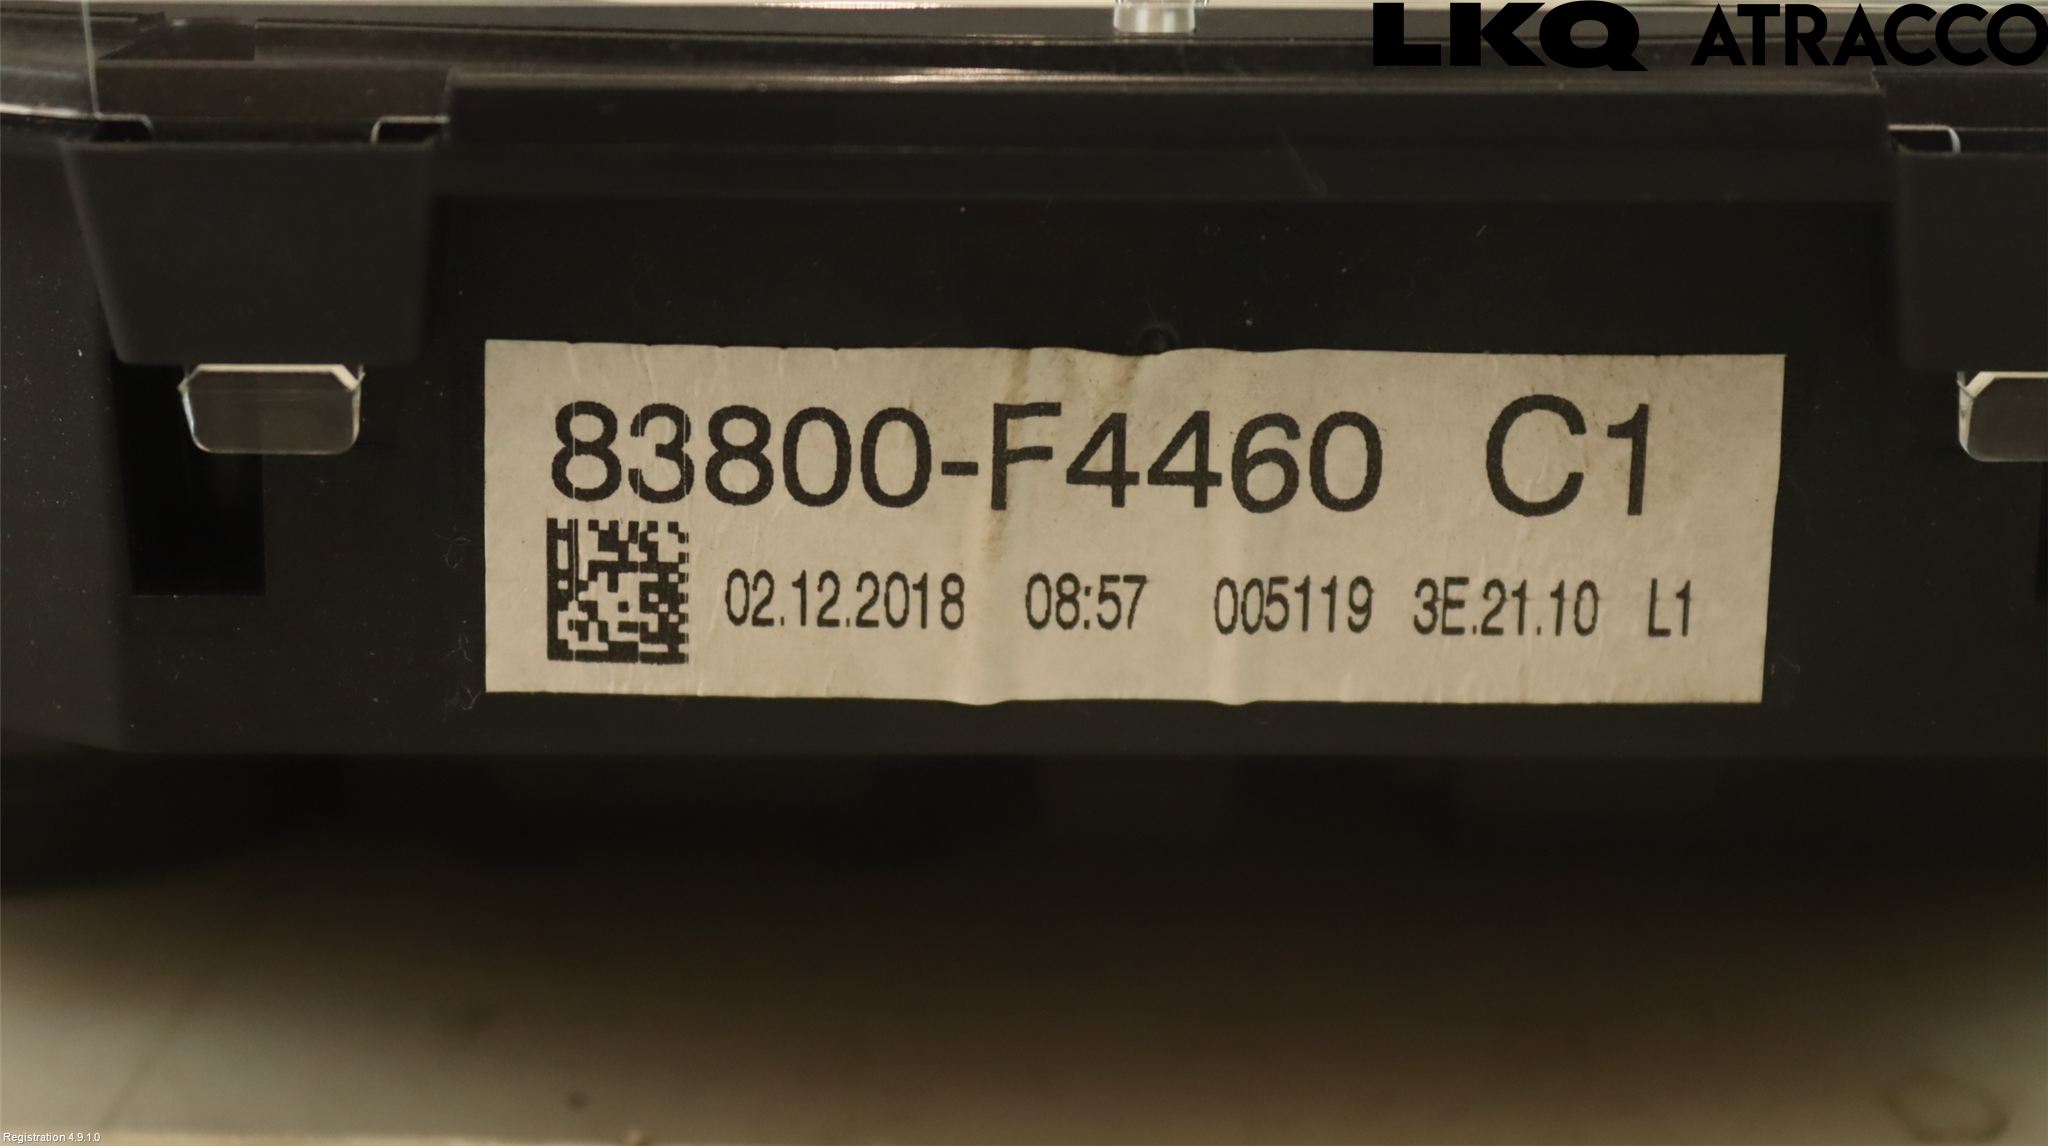 LKQ ATRACCO
83800-F4460 C1
02.12.2018 08:57 005119 3E.21.10 L1
Registration 4.9.1.0